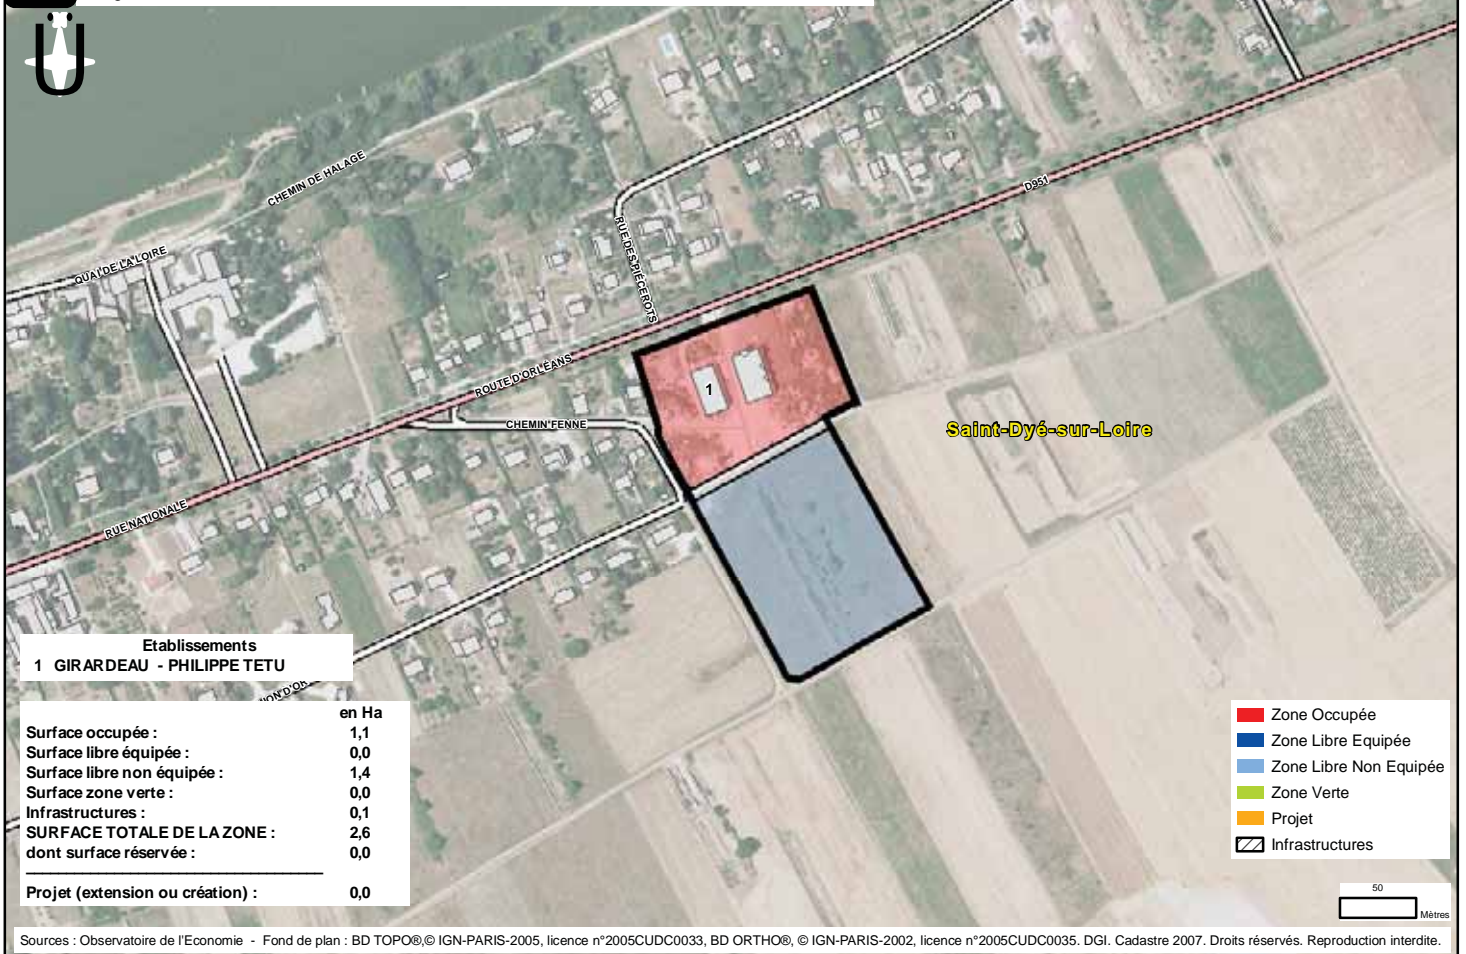 CHEMIN DE HALAGE
QUAI DE LA LOIRE
RUE DES PIÉCEROTS
D951
ROUTE D'ORLÉANS
CHEMIN FENNE
RUE NATIONALE
Saint-Dyé-sur-Loire
1
Etablissements
1 GIRARDEAU - PHILIPPE TETU
en Ha
Surface occupée : 1,1
Surface libre équipée : 0,0
Surface libre non équipée : 1,4
Surface zone verte : 0,0
Infrastructures : 0,1
SURFACE TOTALE DE LA ZONE : 2,6
dont surface réservée : 0,0
Projet (extension ou création) : 0,0
Zone Occupée
Zone Libre Equipée
Zone Libre Non Equipée
Zone Verte
Projet
Infrastructures
50
Mètres
Sources : Observatoire de l'Economie - Fond de plan : BD TOPO®,© IGN-PARIS-2005, licence n°2005CUDC0033, BD ORTHO®, © IGN-PARIS-2002, licence n°2005CUDC0035. DGI. Cadastre 2007. Droits réservés. Reproduction interdite.